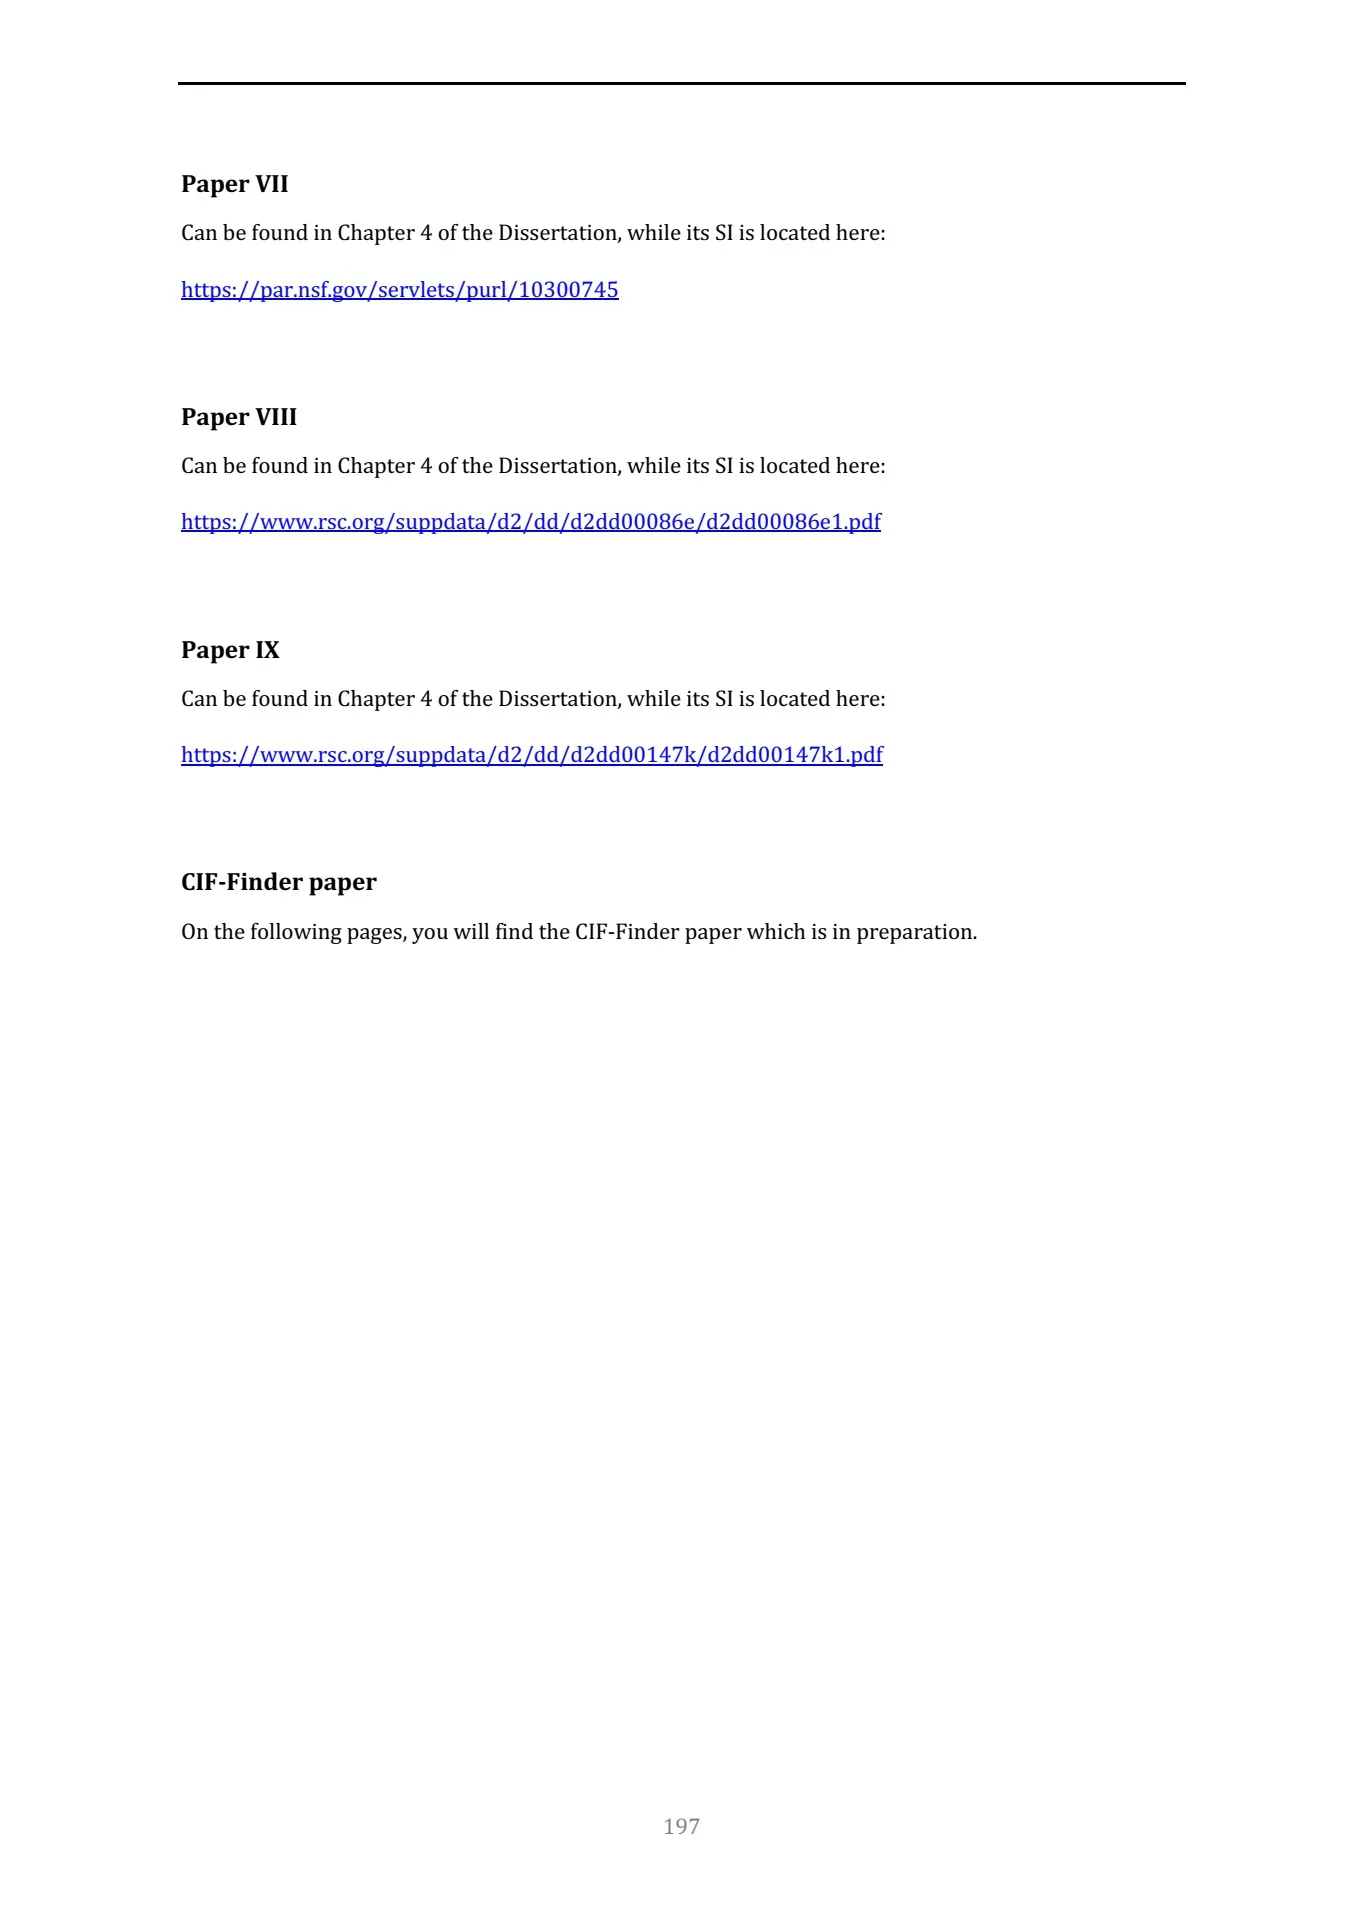 Paper VII
Can be found in Chapter 4 of the Dissertation, while its SI is located here:
https://par.nsf.gov/servlets/purl/10300745
Paper VIII
Can be found in Chapter 4 of the Dissertation, while its SI is located here:
https://www.rsc.org/suppdata/d2/dd/d2dd00086e/d2dd00086e1.pdf
Paper IX
Can be found in Chapter 4 of the Dissertation, while its SI is located here:
https://www.rsc.org/suppdata/d2/dd/d2dd00147k/d2dd00147k1.pdf
CIF-Finder paper
On the following pages, you will find the CIF-Finder paper which is in preparation.
197